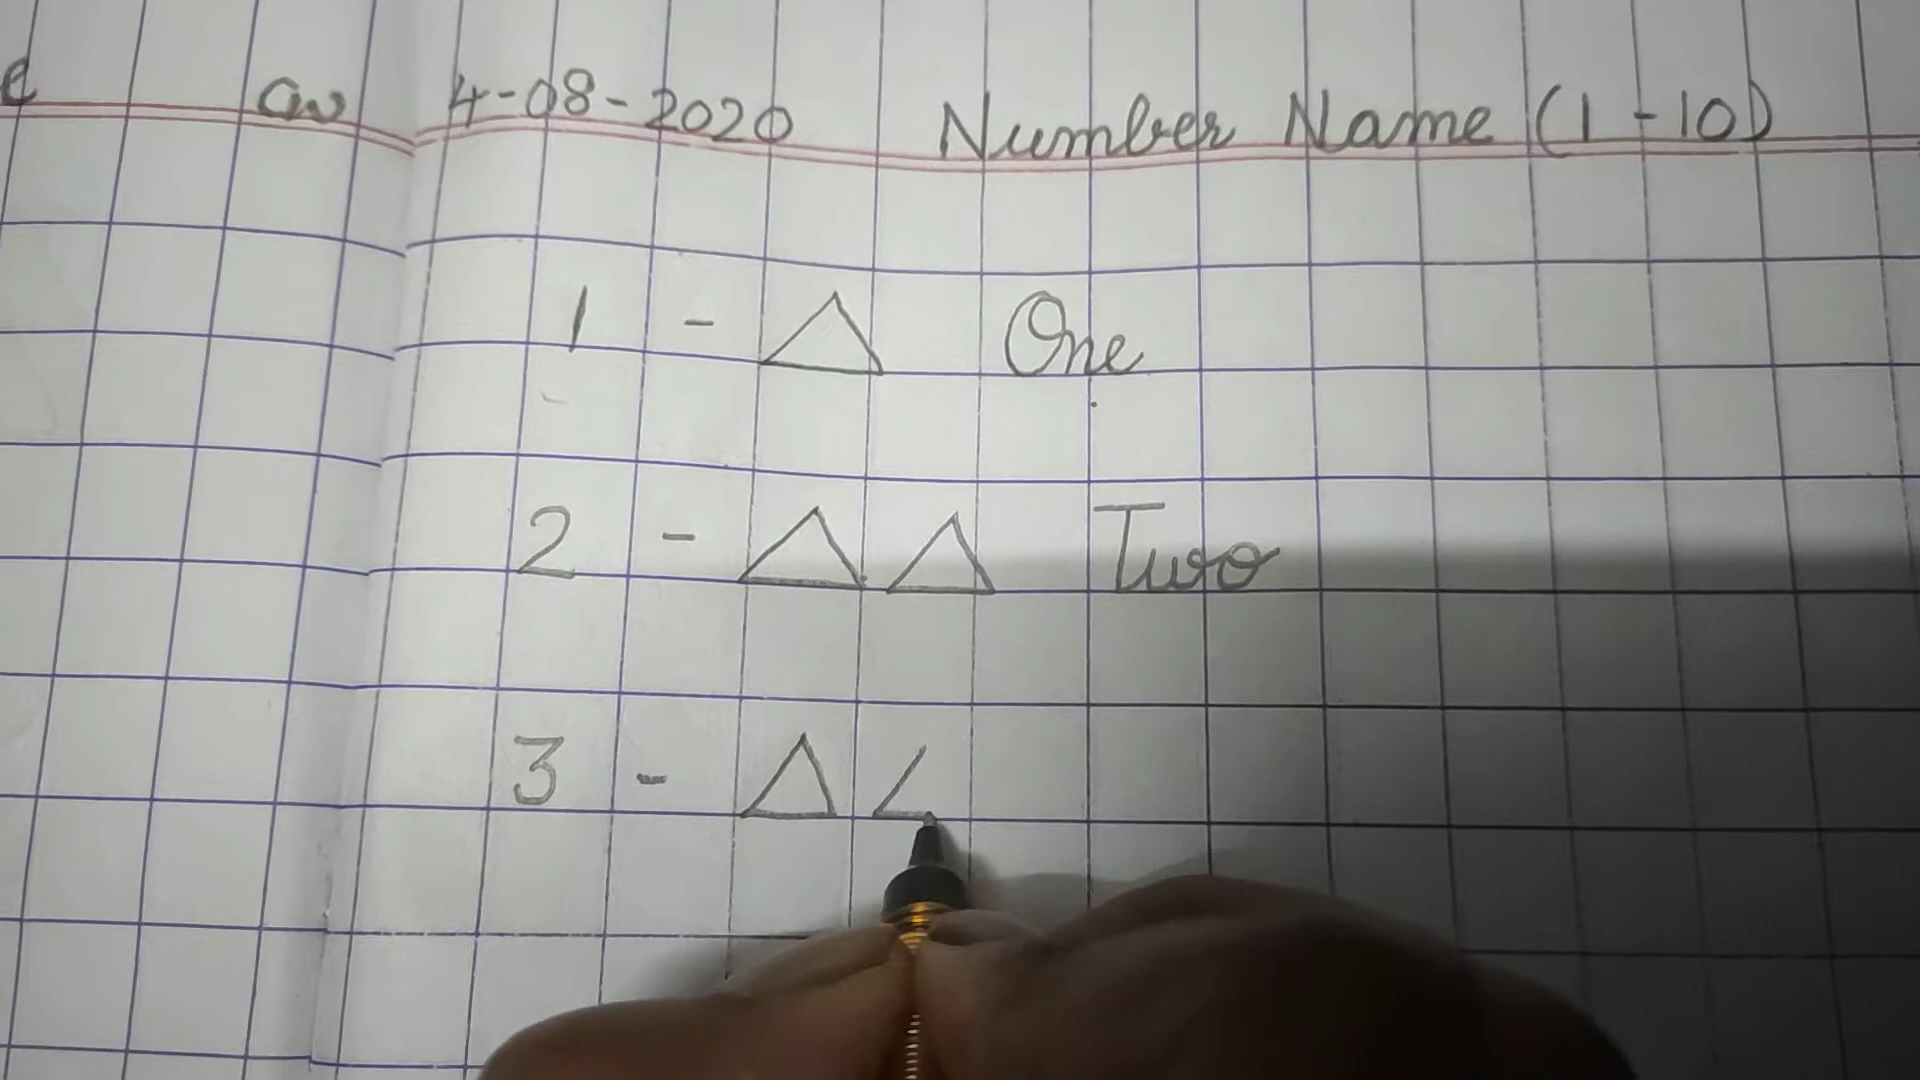 e cw 4-08-2020 Number Name (1-10)
1 - △ One
2 - △ △ Two
3 - △